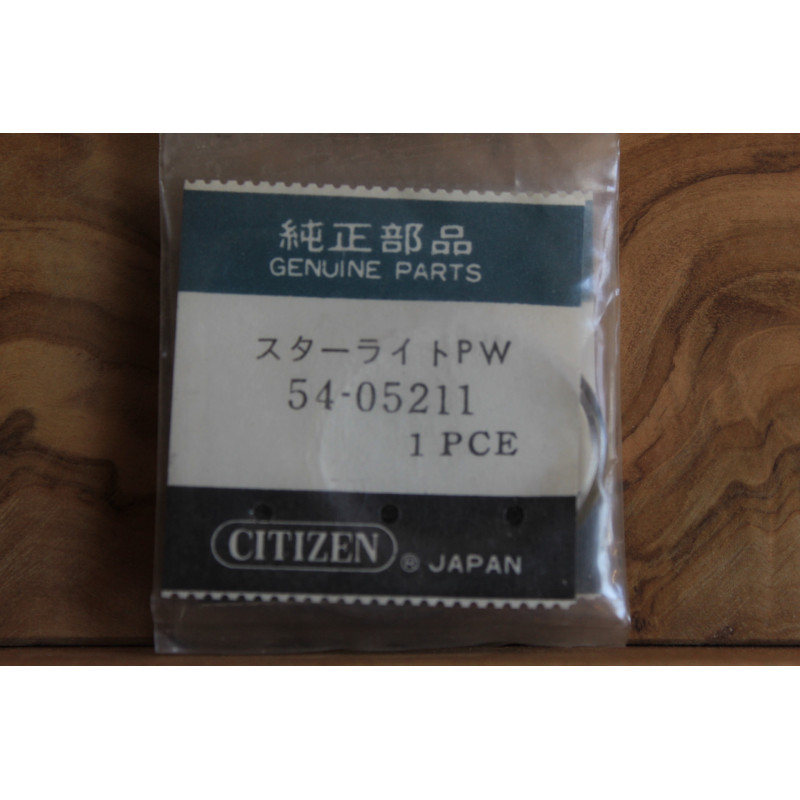 純正部品
GENUINE PARTS
スターライトPW
54-05211
1 PCE
CITIZEN ® JAPAN